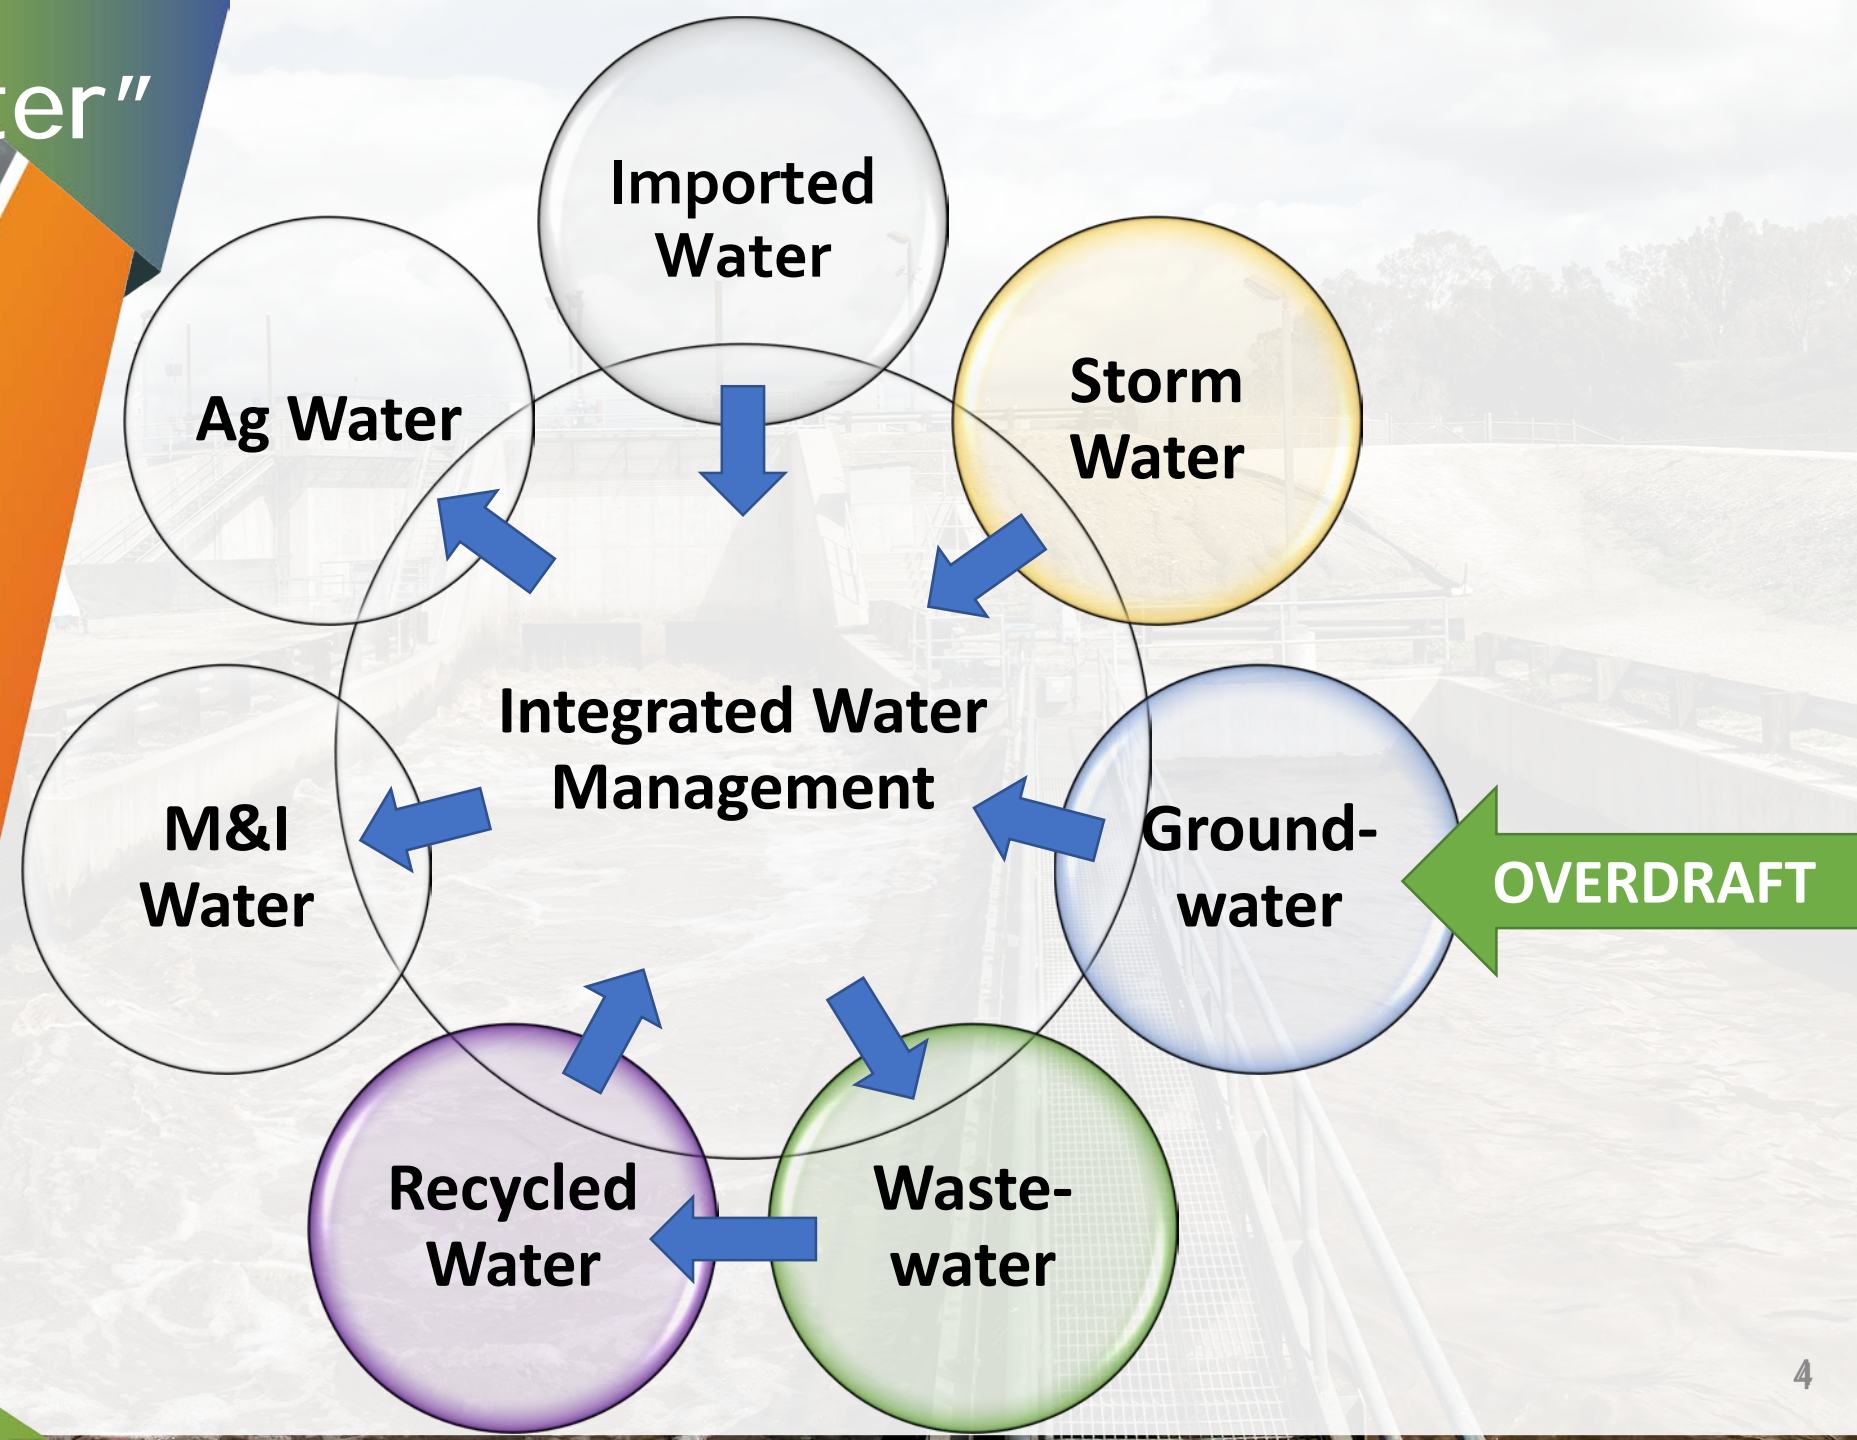 ter"
Imported
Water
Storm
Water
Ag Water
Integrated Water
Management
Ground-
water
OVERDRAFT
M&I
Water
Recycled
Water
Waste-
water
4